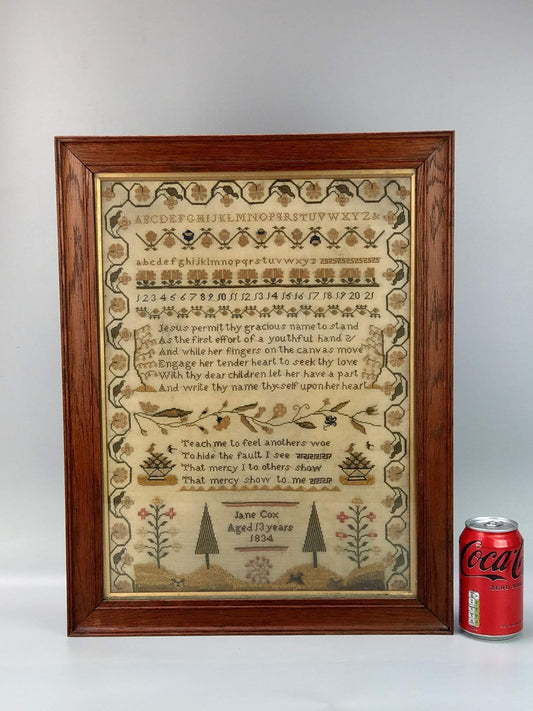 ABCDEFGHIJKLMNOPQRSTUVWXYZ&
abcdefghijklmnopqrstuvwxyz
1 2 3 4 5 6 7 8 9 10 11 12 13 14 15 16 17 18 19 20 21
Jesus permit thy gracious name to stand
As the first effort of a youthful hand
And while her fingers on the canvas move
Engage her tender heart to seek thy love
With thy dear children let her have a part
And write thy name thy self upon her heart
Teach me to feel anothers woe
To hide the fault I see
That mercy I to others show
That mercy show to me
Jane Cox
Aged 13 years
1834
Coca-C
ZERO